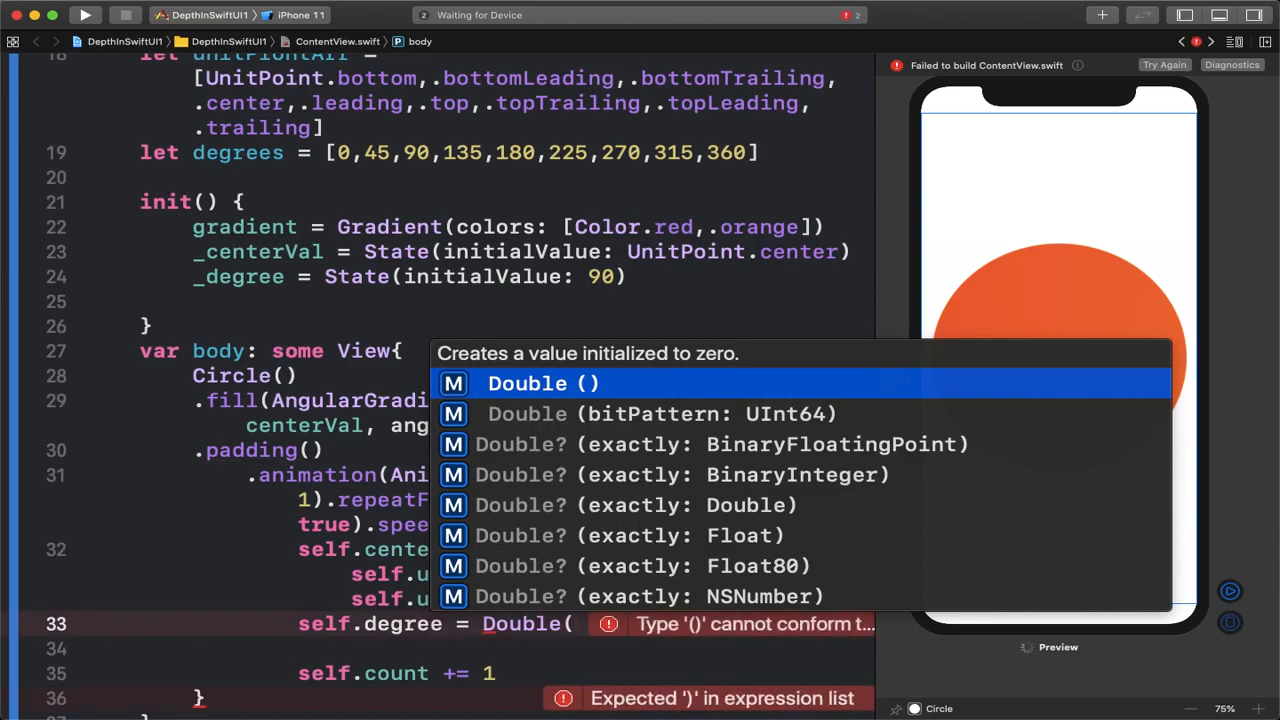 DepthInSwiftUI1 › iPhone 11
2 Waiting for Device
2
DepthInSwiftUI1 › DepthInSwiftUI1 › ContentView.swift › P body
18 let unitPiontArr =
[UnitPoint.bottom,.bottomLeading,.bottomTrailing,
.center,.leading,.top,.topTrailing,.topLeading,
.trailing]
19 let degrees = [0,45,90,135,180,225,270,315,360]
20
21 init() {
22 gradient = Gradient(colors: [Color.red,.orange])
23 _centerVal = State(initialValue: UnitPoint.center)
24 _degree = State(initialValue: 90)
25
26 }
27 var body: some View{
28 Circle()
29 .fill(AngularGradi
centerVal, ang
30 .padding()
31 .animation(Ani
1).repeatF
true).spee
32 self.cente
self.u
self.u
33 self.degree = Double( Type '()' cannot conform t...
34
35 self.count += 1
36 } Expected ')' in expression list
Creates a value initialized to zero.
M Double ()
M Double (bitPattern: UInt64)
M Double? (exactly: BinaryFloatingPoint)
M Double? (exactly: BinaryInteger)
M Double? (exactly: Double)
M Double? (exactly: Float)
M Double? (exactly: Float80)
M Double? (exactly: NSNumber)
Failed to build ContentView.swift Try Again Diagnostics
Preview
Circle 75%